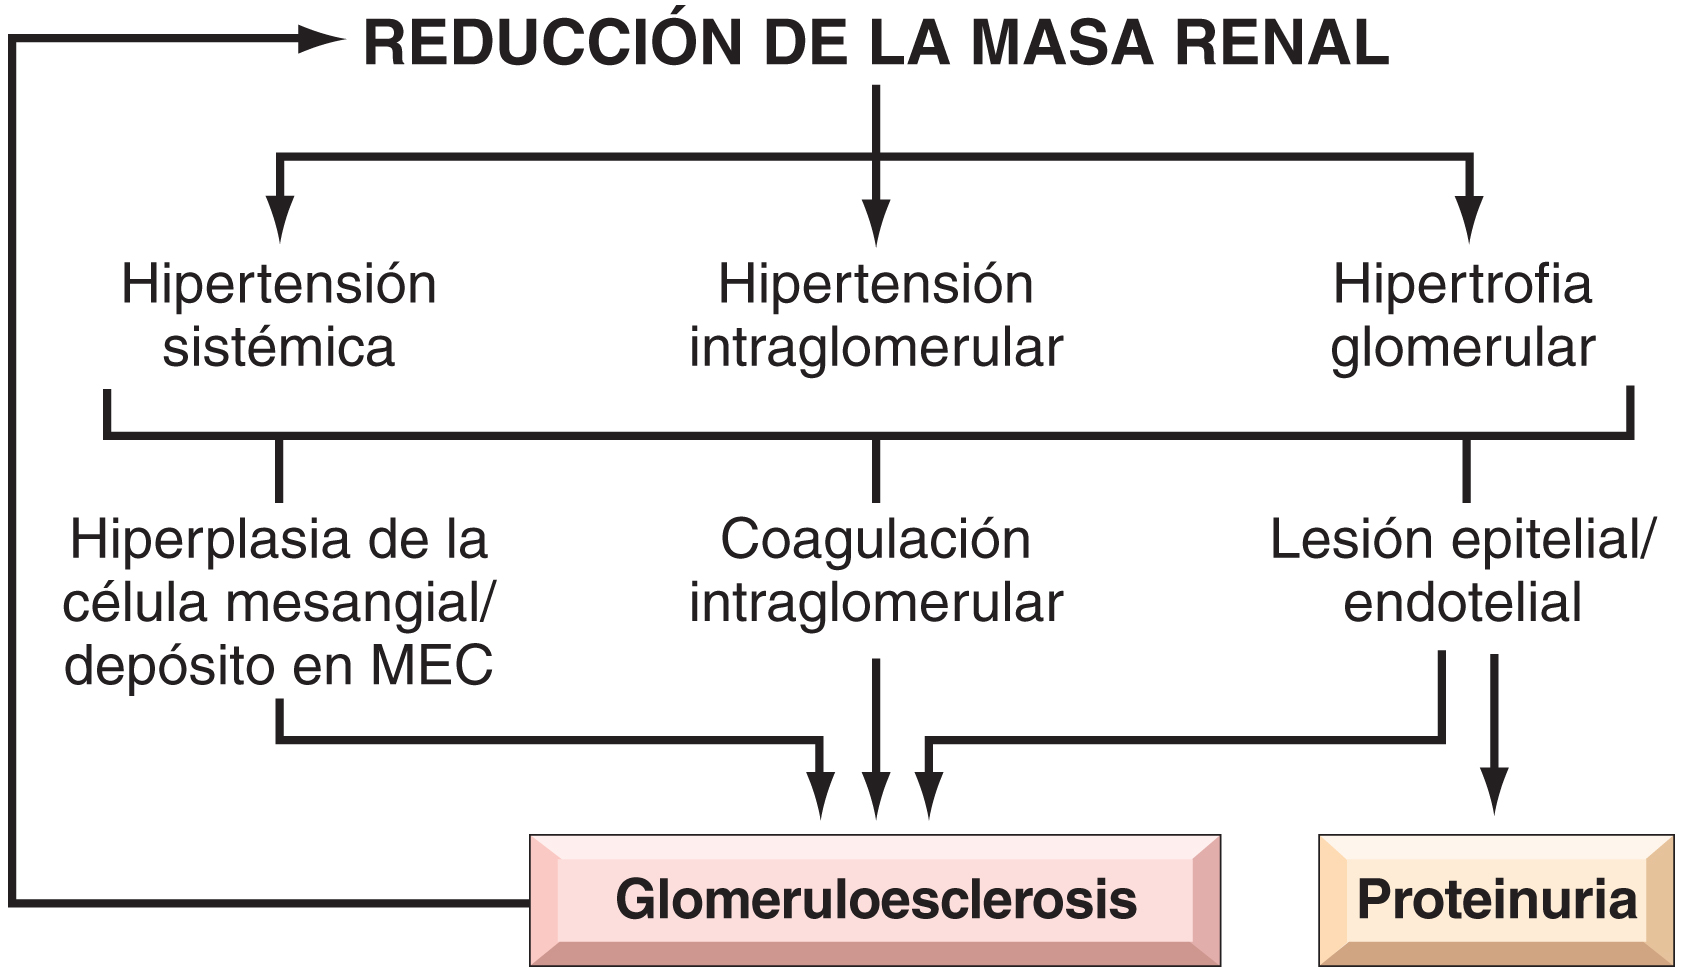 REDUCCIÓN DE LA MASA RENAL
Hipertensión
sistémica
Hipertensión
intraglomerular
Hipertrofia
glomerular
Hiperplasia de la
célula mesangial/
depósito en MEC
Coagulación
intraglomerular
Lesión epitelial/
endotelial
Glomeruloesclerosis
Proteinuria